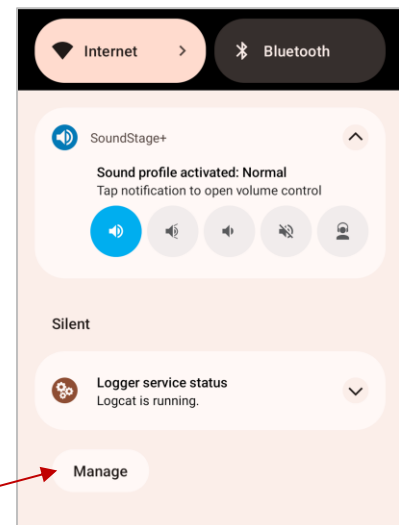 Internet
Bluetooth
SoundStage+
Sound profile activated: Normal
Tap notification to open volume control
Silent
Logger service status
Logcat is running.
Manage